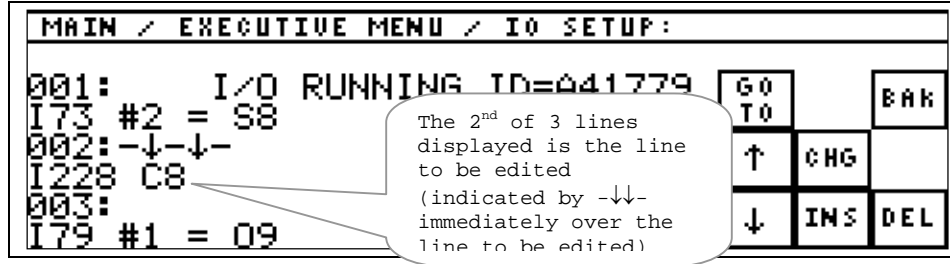 MAIN / EXECUTIVE MENU / IO SETUP:
001: I/O RUNNING ID=A41779
I73 #2 = S8
002:-↓-↓-
I228 C8
003:
I79 #1 = O9
The 2nd of 3 lines
displayed is the line
to be edited
(indicated by -↓↓-
immediately over the
line to be edited)
GO TO
BAK
↑
CHG
↓
INS
DEL